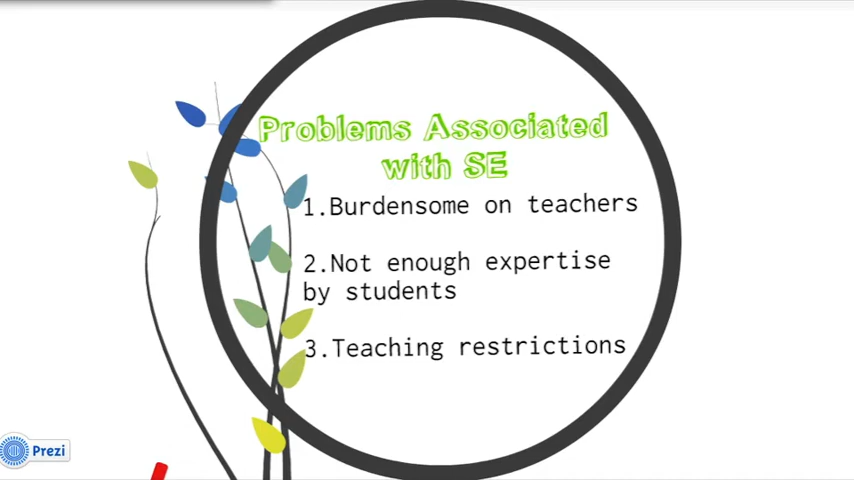 Problems Associated
with SE
1.Burdensome on teachers
2.Not enough expertise
by students
3.Teaching restrictions
Prezi